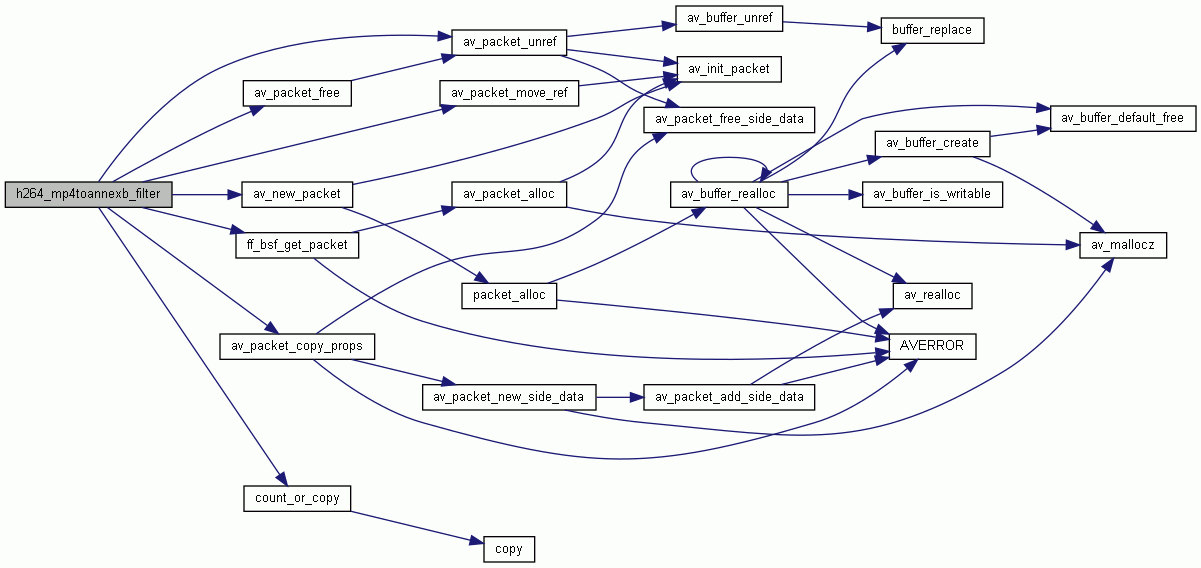 h264_mp4toannexb_filter
av_packet_unref
av_packet_free
av_packet_move_ref
av_new_packet
ff_bsf_get_packet
av_packet_alloc
packet_alloc
av_packet_copy_props
av_packet_new_side_data
count_or_copy
copy
av_buffer_unref
av_init_packet
av_packet_free_side_data
av_buffer_realloc
av_packet_add_side_data
buffer_replace
av_buffer_default_free
av_buffer_create
av_buffer_is_writable
av_mallocz
av_realloc
AVERROR